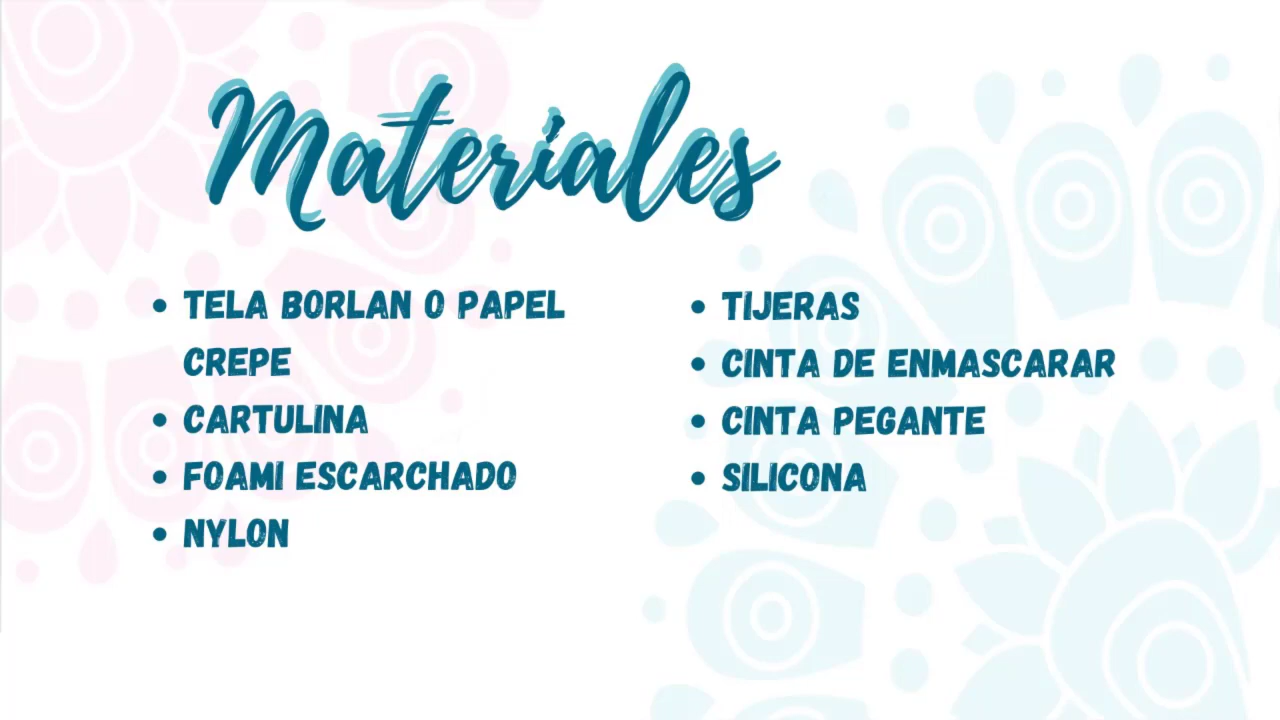 Materiales
• TELA BORLAN O PAPEL
CREPE
• CARTULINA
• FOAMI ESCARCHADO
• NYLON
• TIJERAS
• CINTA DE ENMASCARAR
• CINTA PEGANTE
• SILICONA